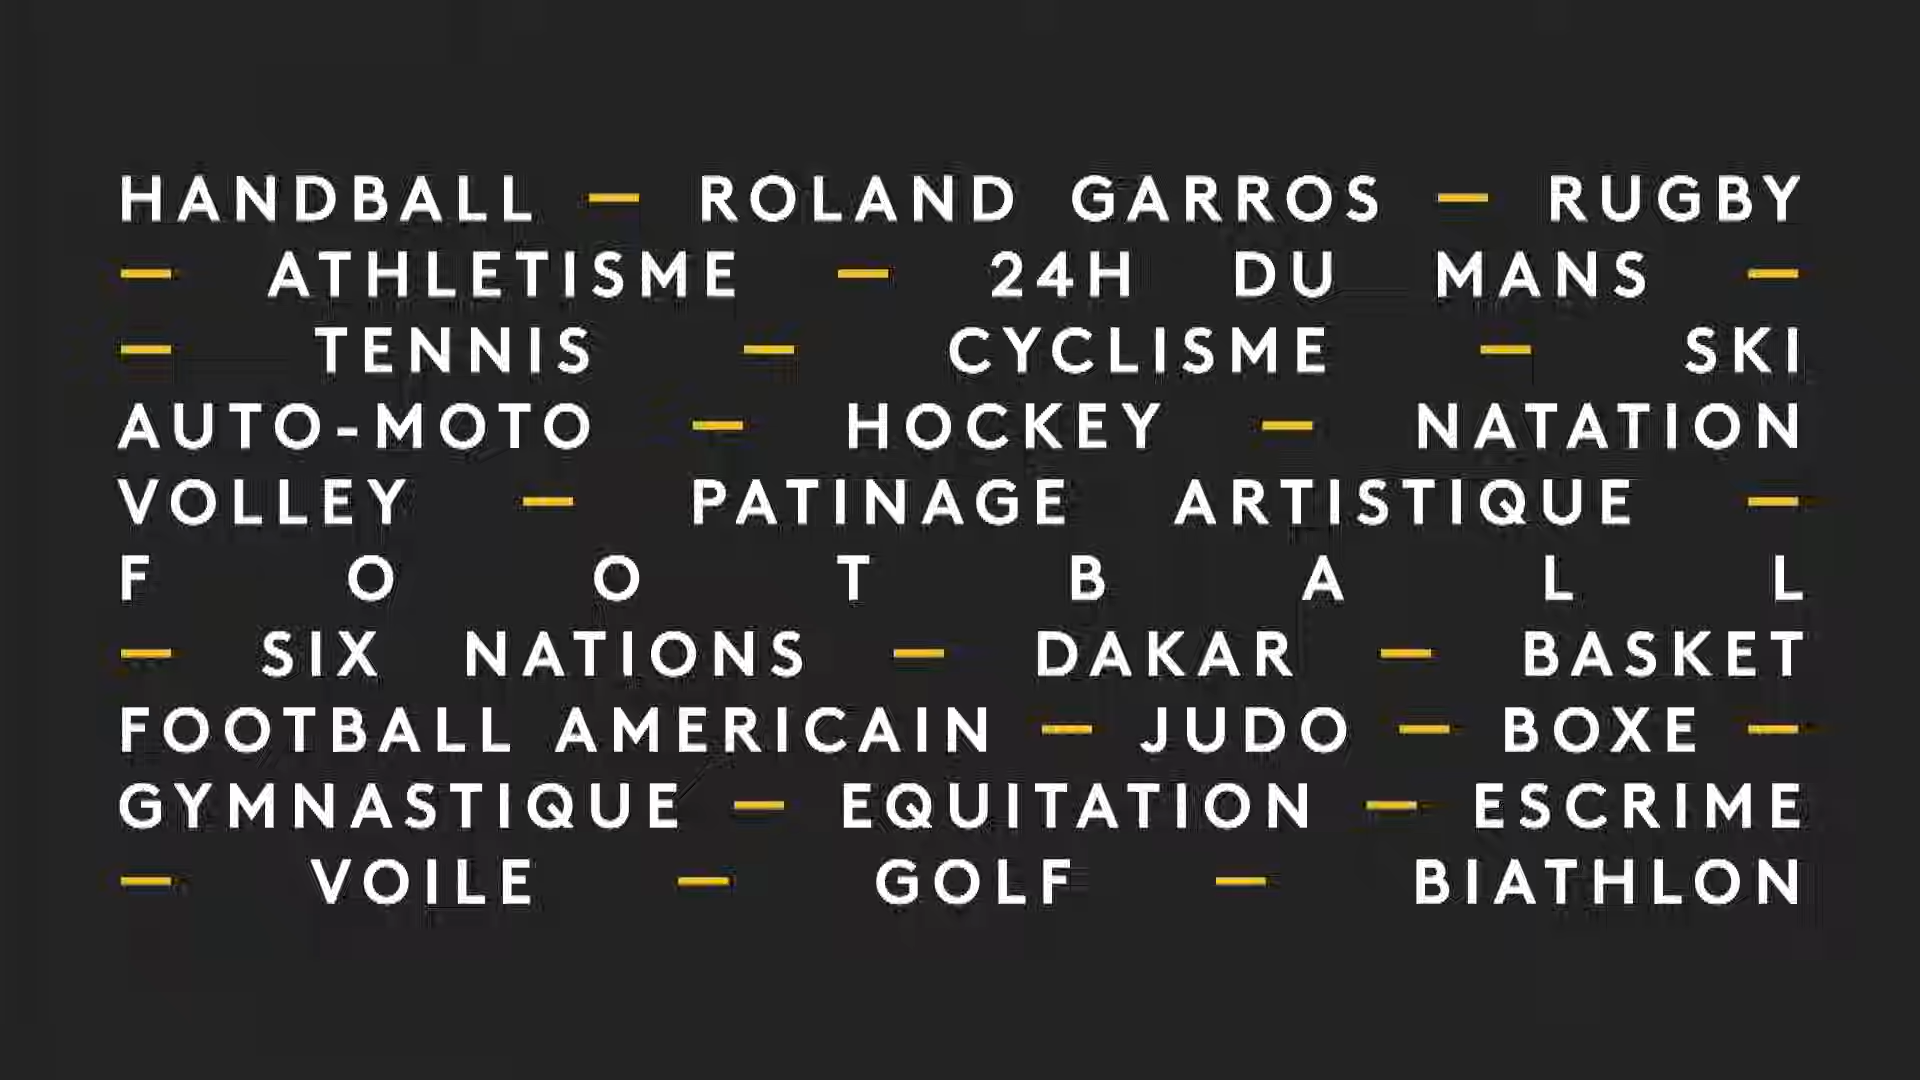 HANDBALL — ROLAND GARROS — RUGBY
— ATHLETISME — 24H DU MANS —
— TENNIS — CYCLISME — SKI
AUTO-MOTO — HOCKEY — NATATION
VOLLEY — PATINAGE ARTISTIQUE —
FOOTBALL
— SIX NATIONS — DAKAR — BASKET
FOOTBALL AMERICAIN — JUDO — BOXE —
GYMNASTIQUE — EQUITATION — ESCRIME
— VOILE — GOLF — BIATHLON